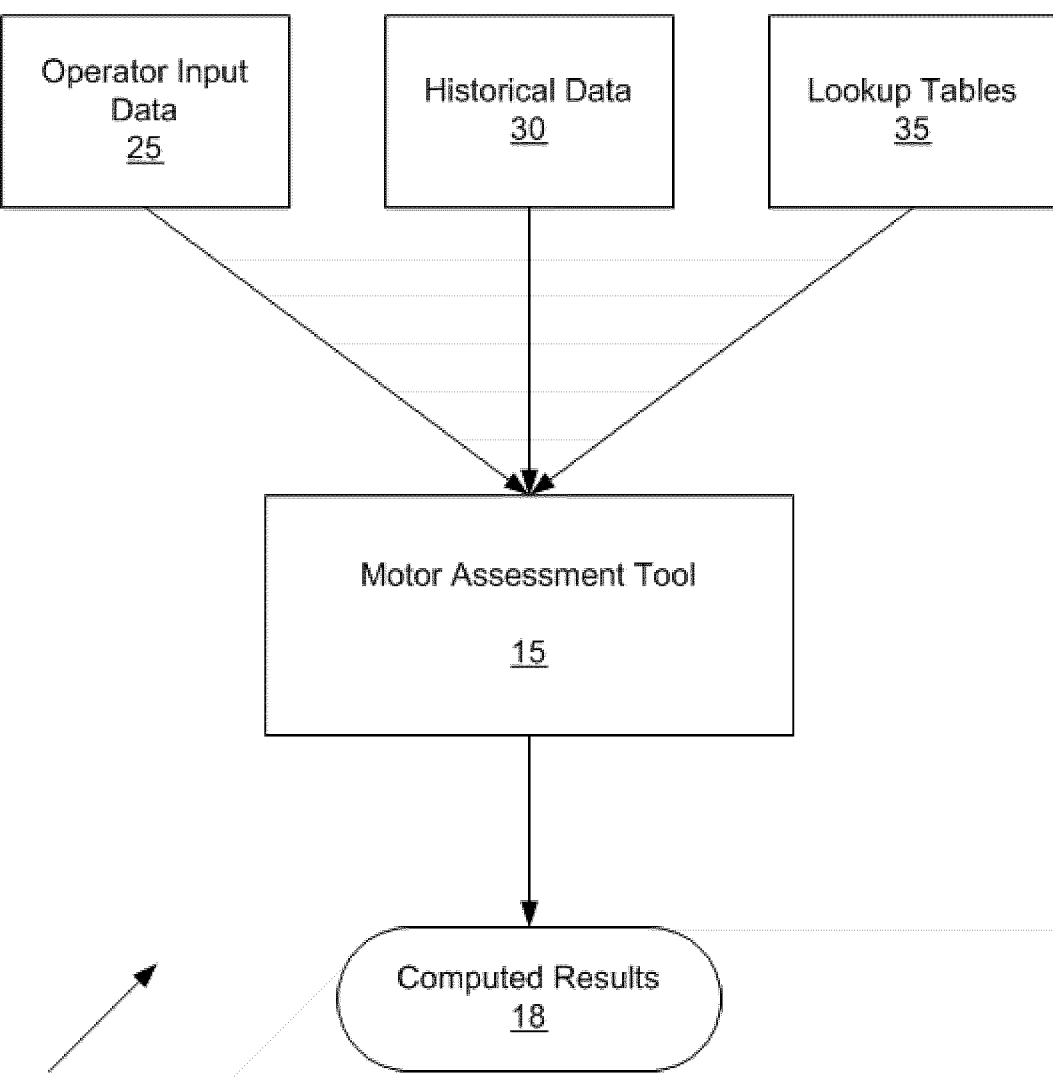 Operator Input
Data
25
Historical Data
30
Lookup Tables
35
Motor Assessment Tool
15
Computed Results
18